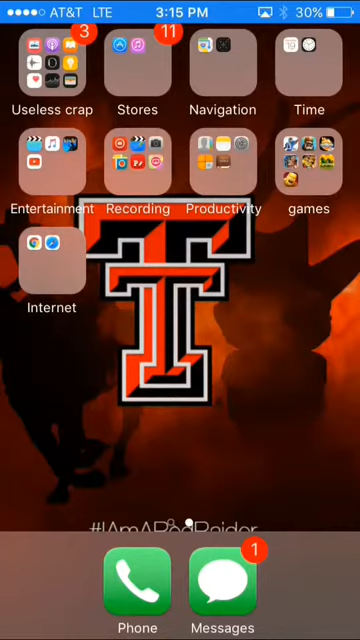 AT&T LTE 3:15 PM 30%
3 11
Useless crap Stores Navigation Time
Entertainment Recording Productivity games
Internet
#IAmARedRaider
1
Phone Messages